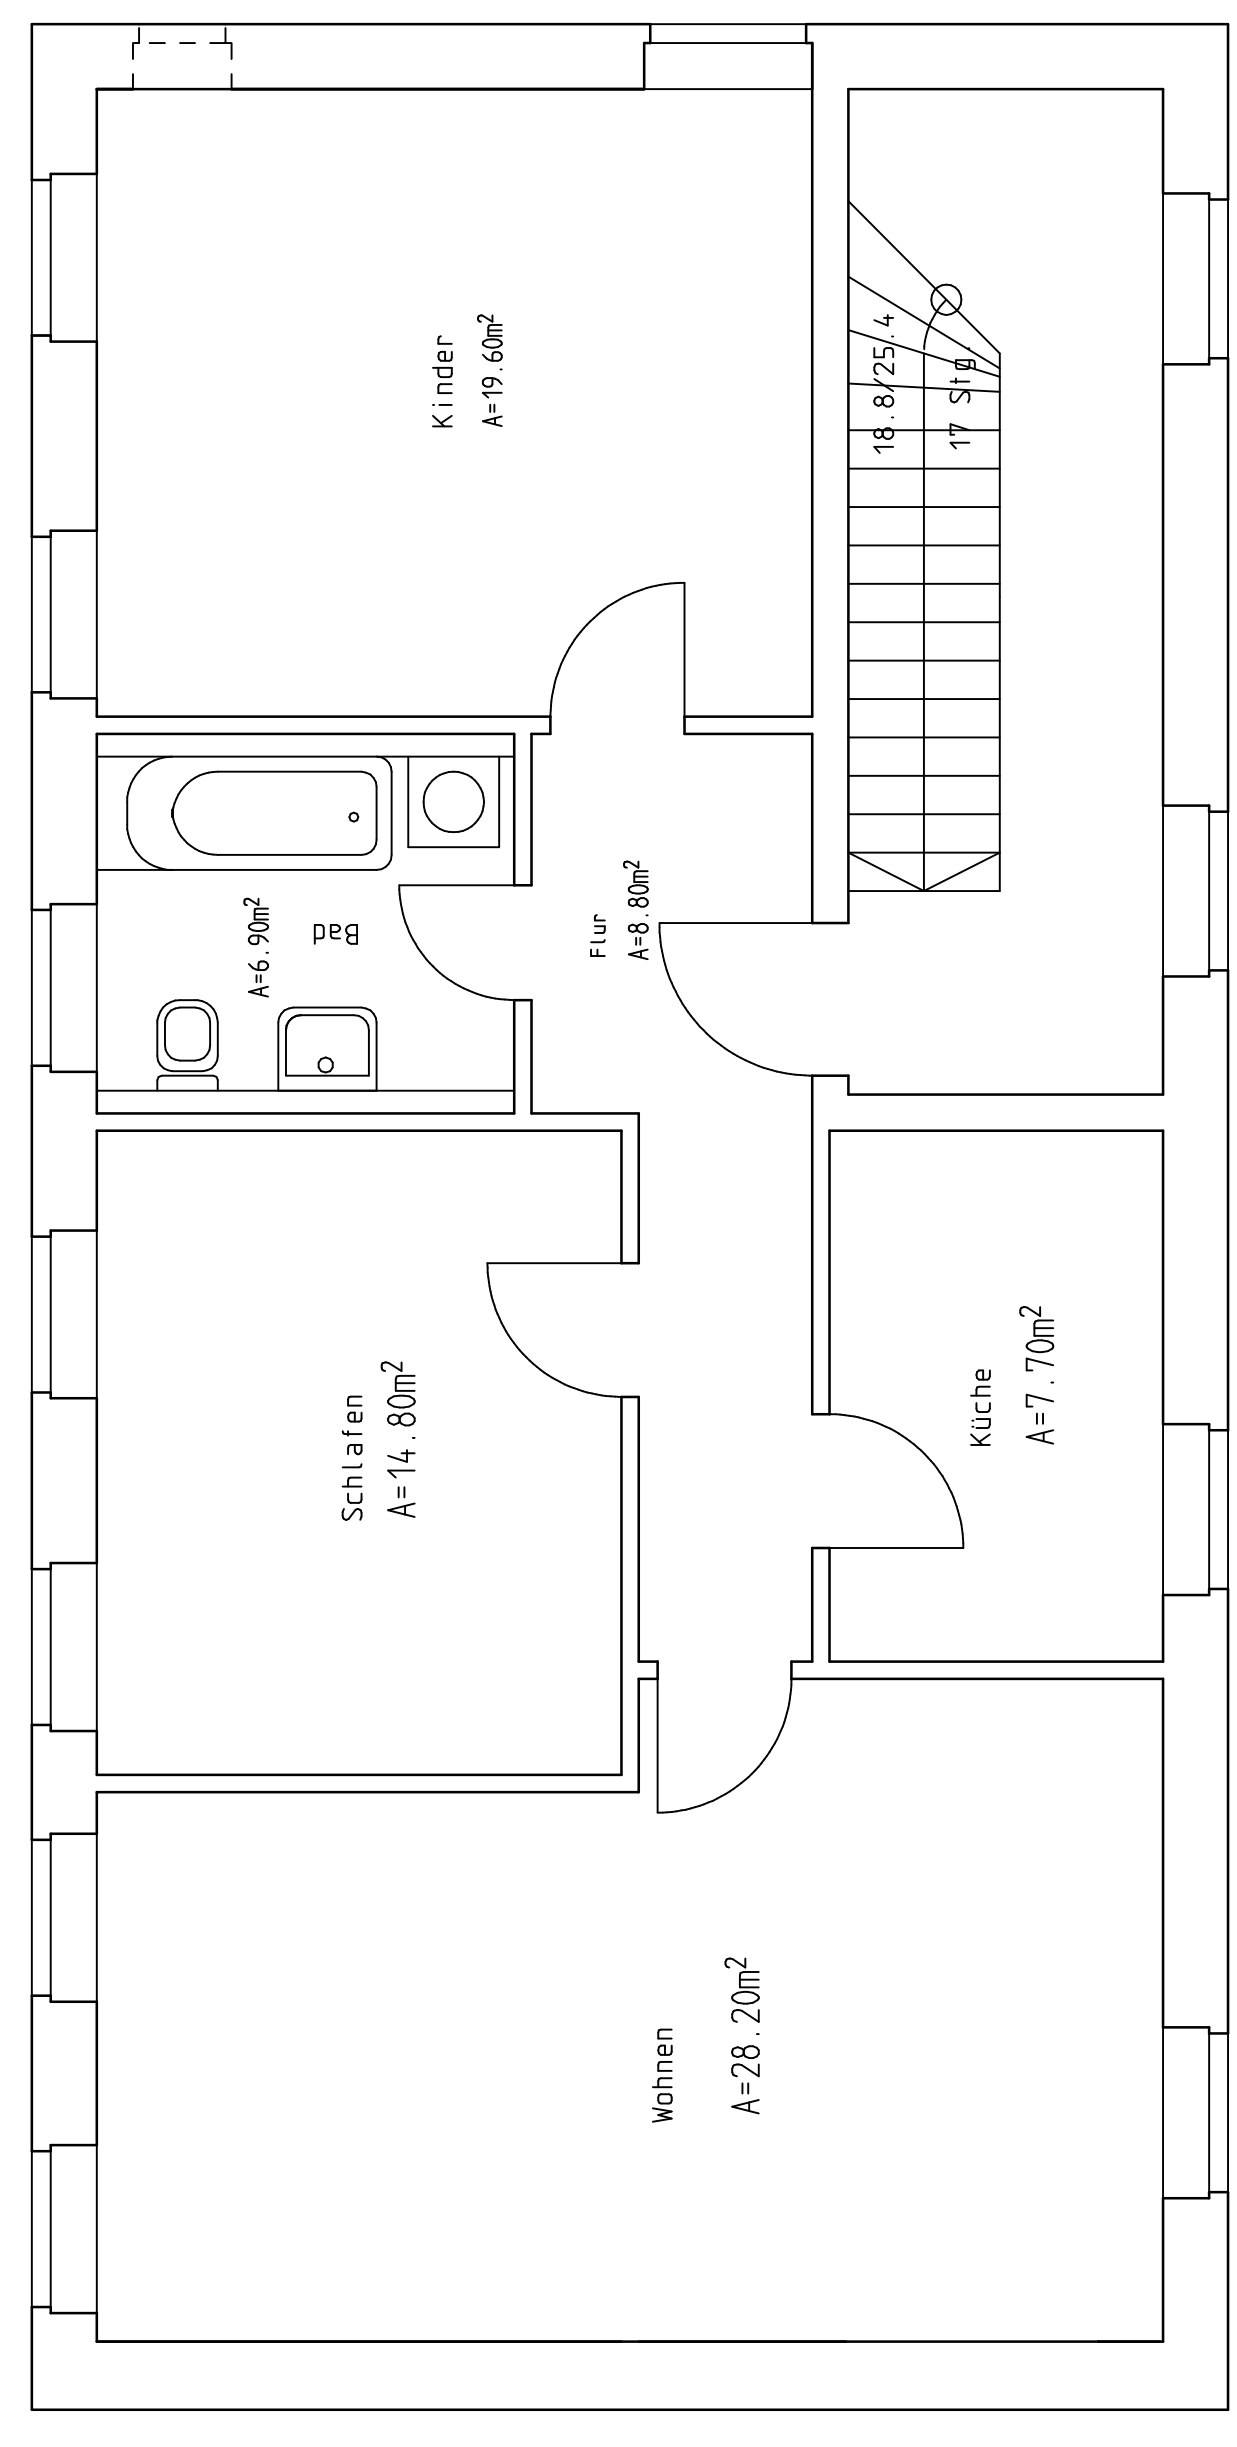 Kinder
A=19.60m²
18.8/25.4
17 Stg.
Bad
A=6.90m²
Flur
A=8.80m²
Schlafen
A=14.80m²
Küche
A=7.70m²
Wohnen
A=28.20m²